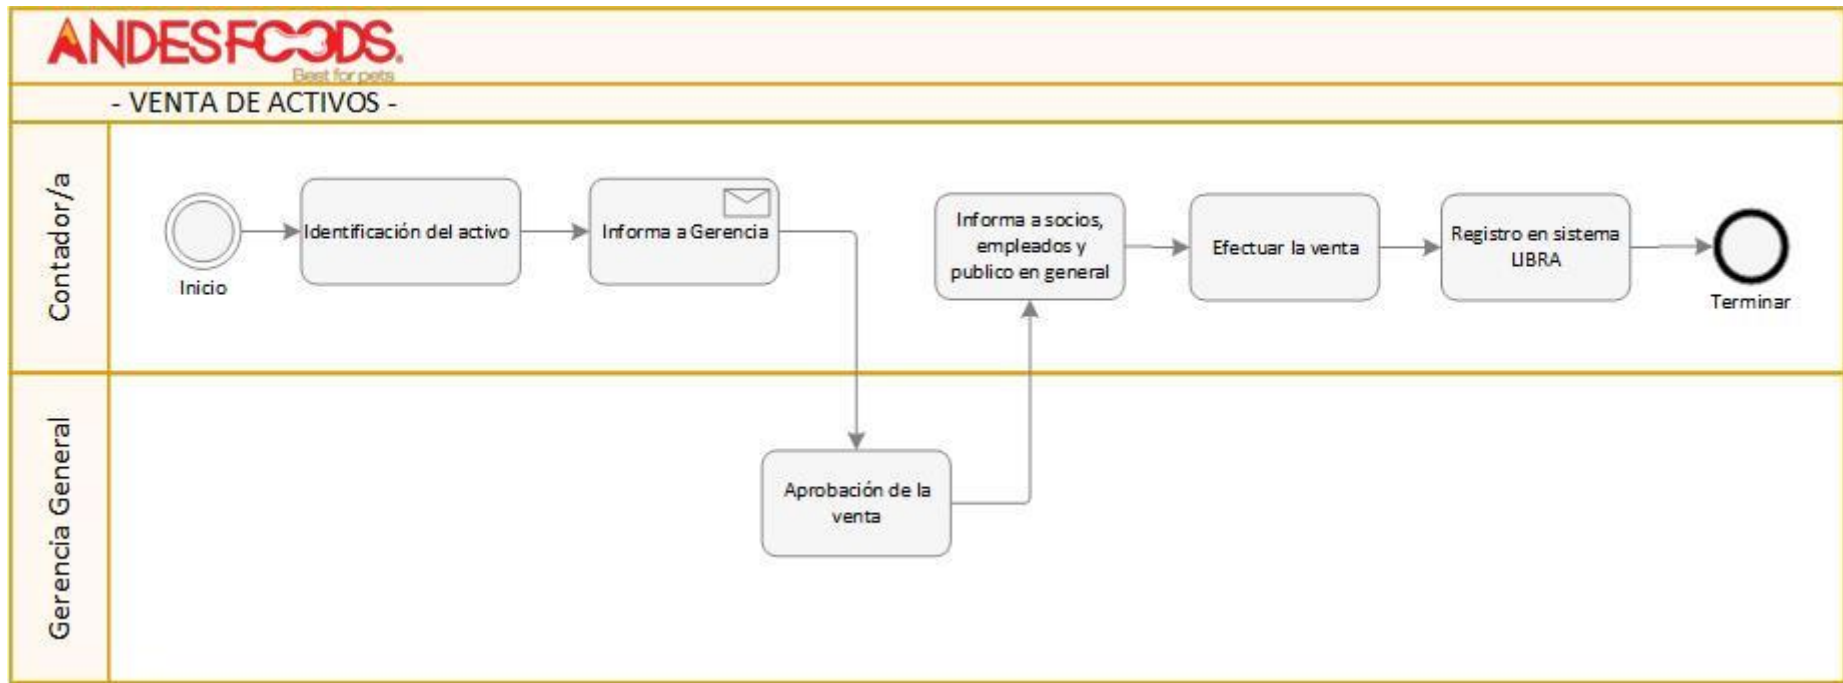 ANDESFOODS.
Best for pets
- VENTA DE ACTIVOS -
Contador/a
Inicio
Identificación del activo
Informa a Gerencia
Informa a socios,
empleados y
publico en general
Efectuar la venta
Registro en sistema
LIBRA
Terminar
Gerencia General
Aprobación de la
venta